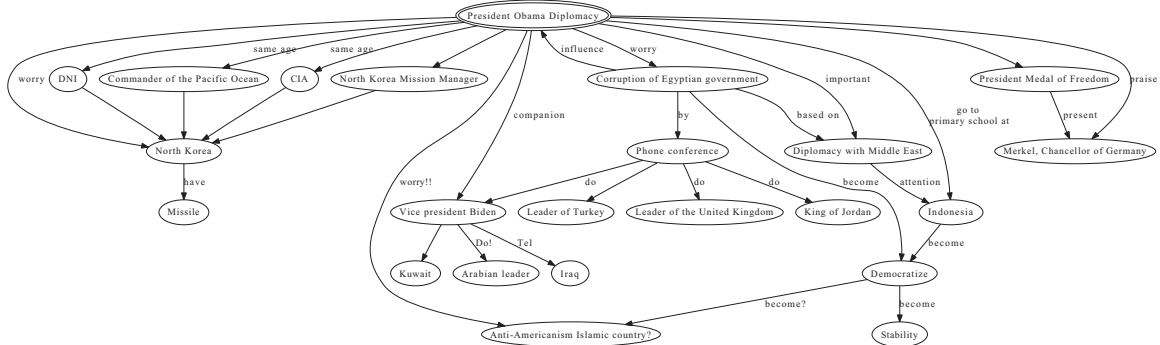 President Obama Diplomacy
same age
same age
influence
worry
worry
DNI
Commander of the Pacific Ocean
CIA
North Korea Mission Manager
Corruption of Egyptian government
important
President Medal of Freedom
praise
companion
by
based on
go to
primary school at
present
North Korea
Phone conference
Diplomacy with Middle East
Merkel, Chancellor of Germany
have
worry!!
do
do
do
become
attention
Missile
Vice president Biden
Leader of Turkey
Leader of the United Kingdom
King of Jordan
Indonesia
Do!
Tel
become
Kuwait
Arabian leader
Iraq
Democratize
become?
become
Anti-Americanism Islamic country?
Stability